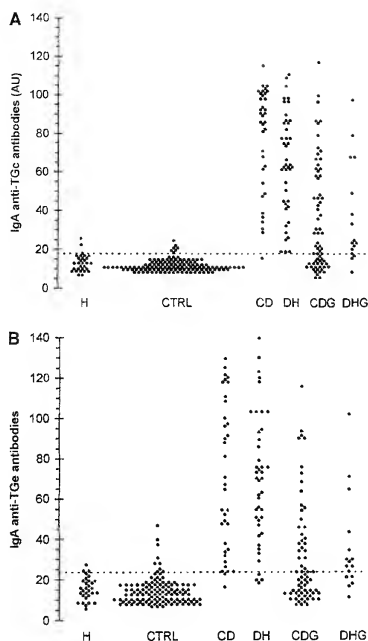 A
IgA anti-TGc antibodies (AU)
140
120
100
80
60
40
20
0
H CTRL CD DH CDG DHG
B
IgA anti-TGe antibodies
140
120
100
80
60
40
20
0
H CTRL CD DH CDG DHG